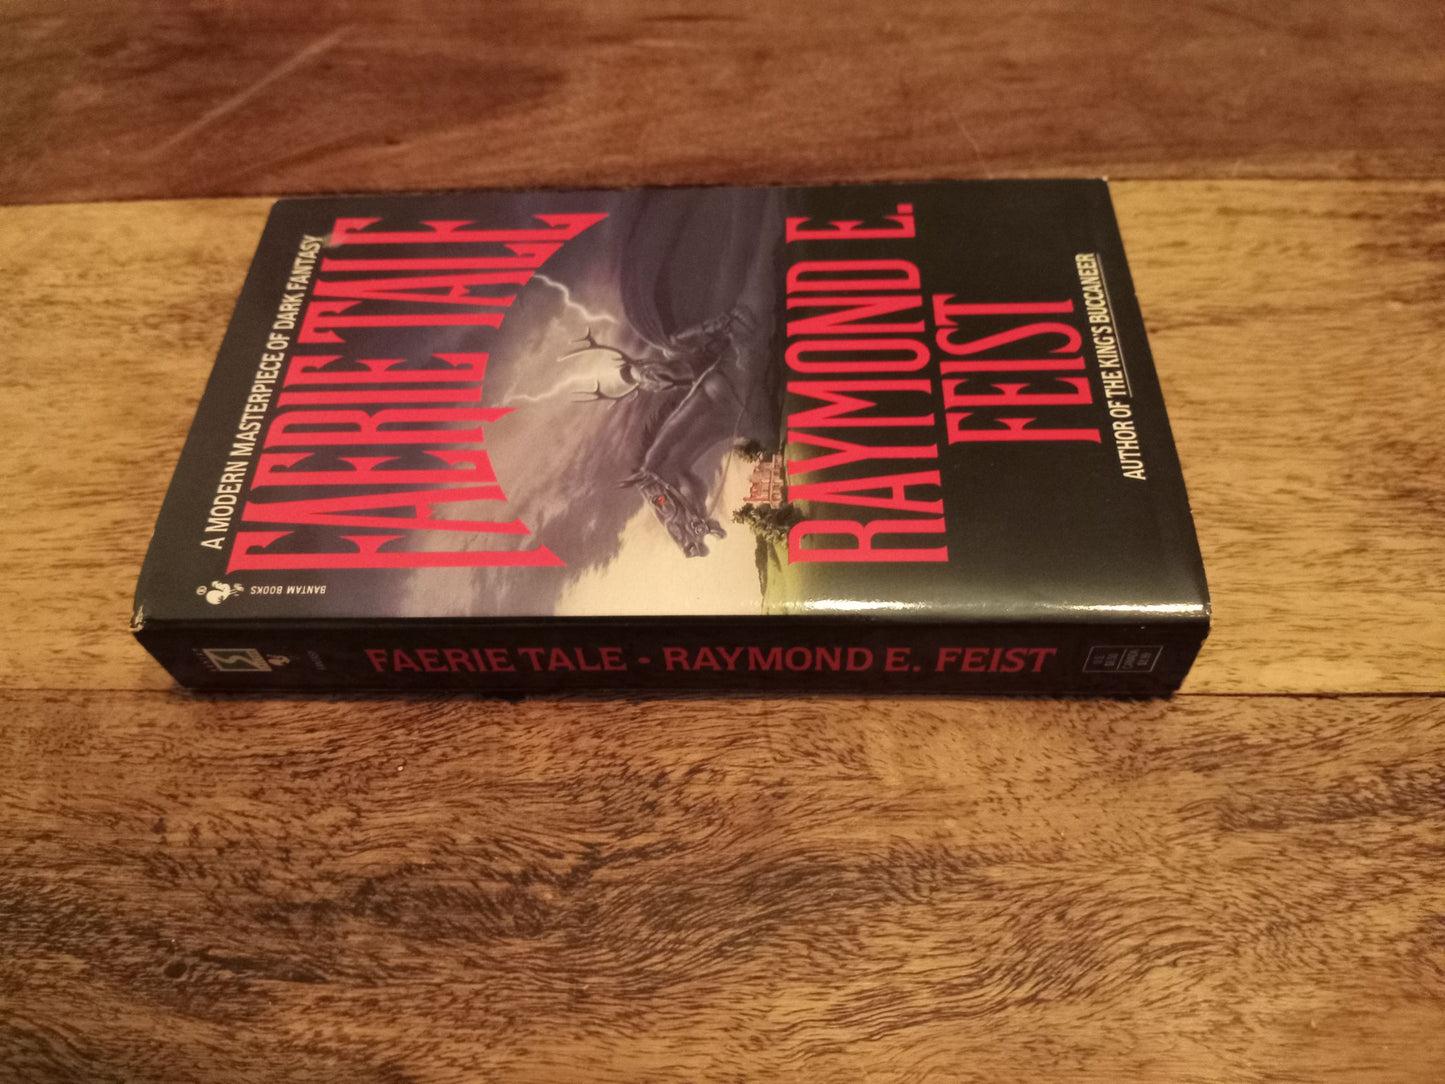 A MODERN MASTERPIECE OF DARK FANTASY
FAERIE TALE
BANTAM BOOKS
RAYMOND E.
FEIST
AUTHOR OF THE KING'S BUCCANEER
FAERIE TALE • RAYMOND E. FEIST
U.S.
CANADA